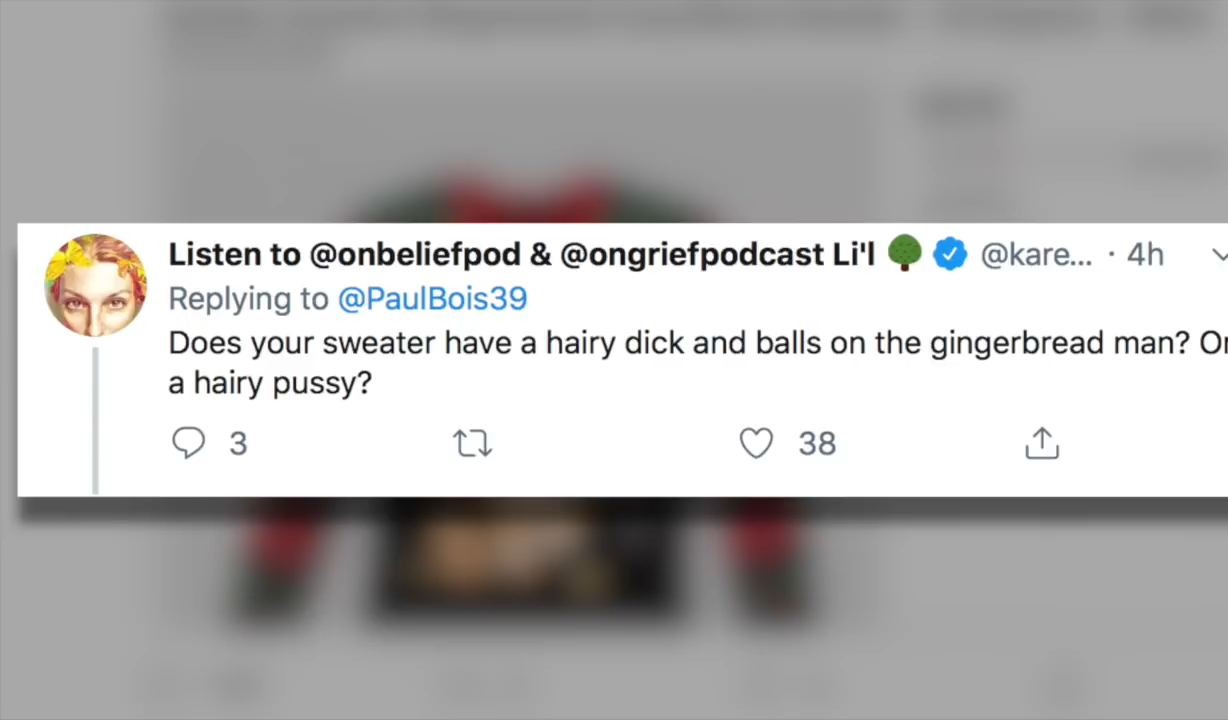 Listen to @onbeliefpod & @ongriefpodcast Li'l @kare... · 4h
Replying to @PaulBois39
Does your sweater have a hairy dick and balls on the gingerbread man? Or
a hairy pussy?
3 38